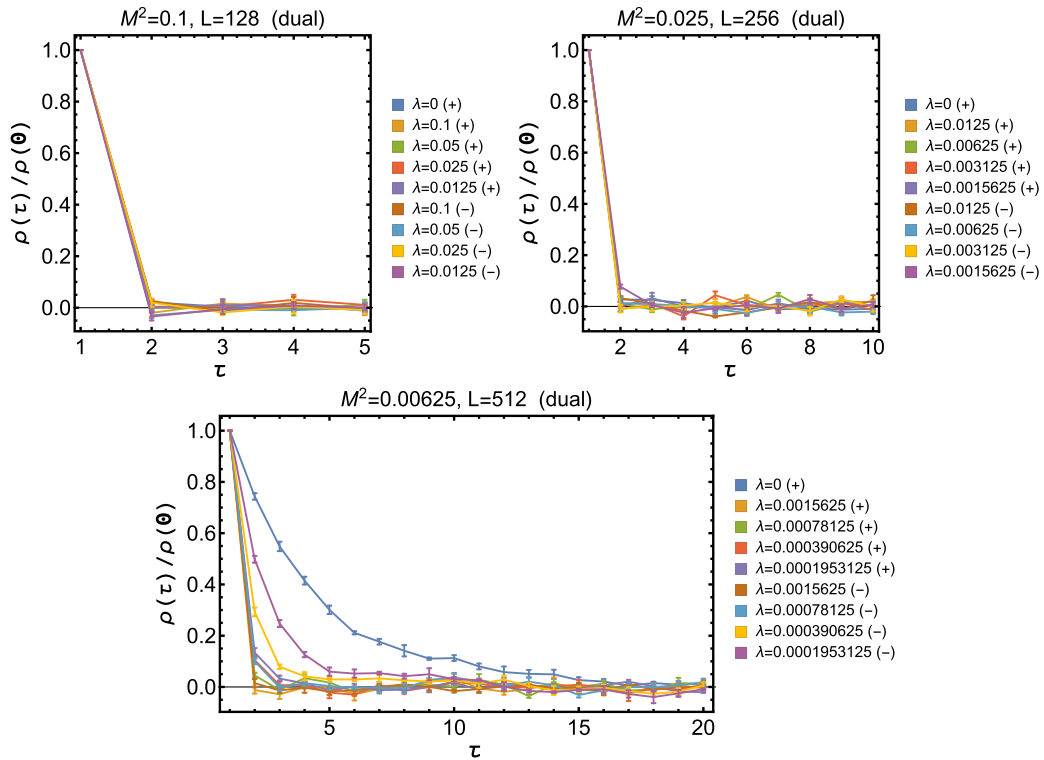 M²=0.1, L=128 (dual)
ρ(τ)/ρ(0)
1.0
0.8
0.6
0.4
0.2
0.0
1 2 3 4 5
τ
λ=0 (+)
λ=0.1 (+)
λ=0.05 (+)
λ=0.025 (+)
λ=0.0125 (+)
λ=0.1 (−)
λ=0.05 (−)
λ=0.025 (−)
λ=0.0125 (−)
M²=0.025, L=256 (dual)
ρ(τ)/ρ(0)
1.0
0.8
0.6
0.4
0.2
0.0
2 4 6 8 10
τ
λ=0 (+)
λ=0.0125 (+)
λ=0.00625 (+)
λ=0.003125 (+)
λ=0.0015625 (+)
λ=0.0125 (−)
λ=0.00625 (−)
λ=0.003125 (−)
λ=0.0015625 (−)
M²=0.00625, L=512 (dual)
ρ(τ)/ρ(0)
1.0
0.8
0.6
0.4
0.2
0.0
5 10 15 20
τ
λ=0 (+)
λ=0.0015625 (+)
λ=0.00078125 (+)
λ=0.000390625 (+)
λ=0.0001953125 (+)
λ=0.0015625 (−)
λ=0.00078125 (−)
λ=0.000390625 (−)
λ=0.0001953125 (−)